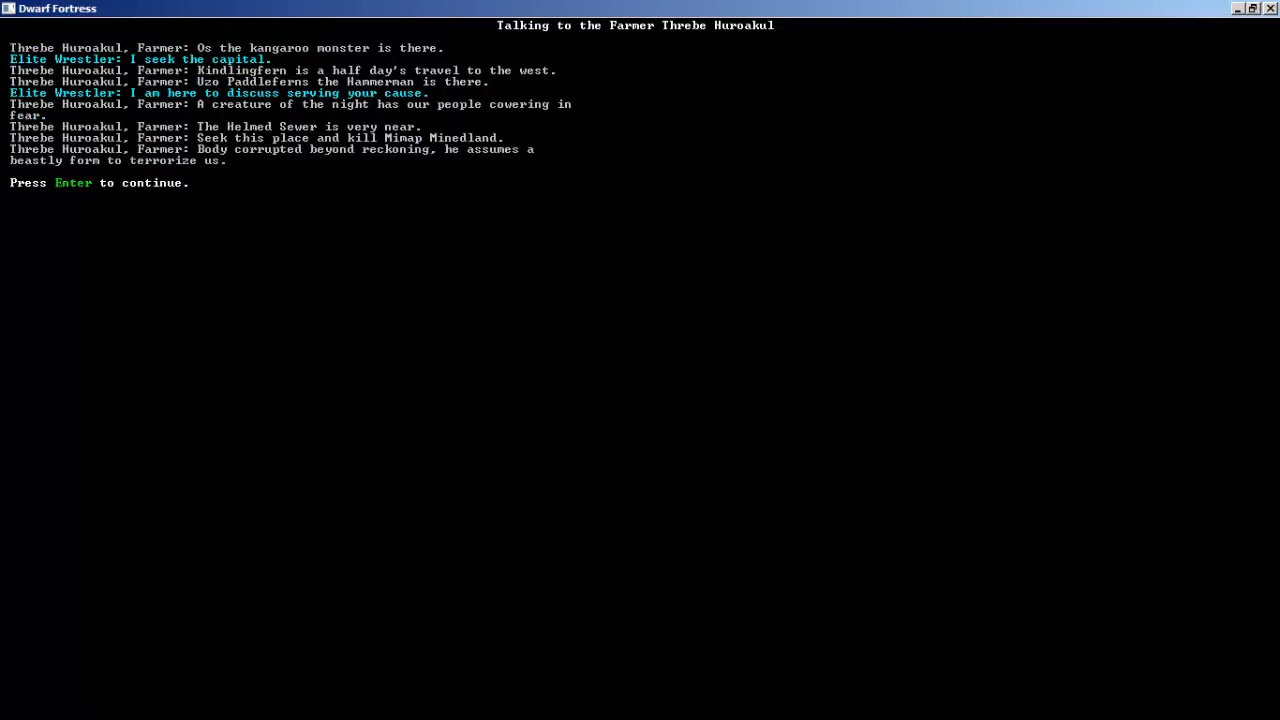 Dwarf Fortress
Talking to the Farmer Threbe Huroakul
Threbe Huroakul, Farmer: Os the kangaroo monster is there.
Elite Wrestler: I seek the capital.
Threbe Huroakul, Farmer: Kindlingfern is a half day's travel to the west.
Threbe Huroakul, Farmer: Uzo Paddleferns the Hammerman is there.
Elite Wrestler: I am here to discuss serving your cause.
Threbe Huroakul, Farmer: A creature of the night has our people cowering in
fear.
Threbe Huroakul, Farmer: The Helmed Sewer is very near.
Threbe Huroakul, Farmer: Seek this place and kill Mimap Minedland.
Threbe Huroakul, Farmer: Body corrupted beyond reckoning, he assumes a
beastly form to terrorize us.
Press Enter to continue.